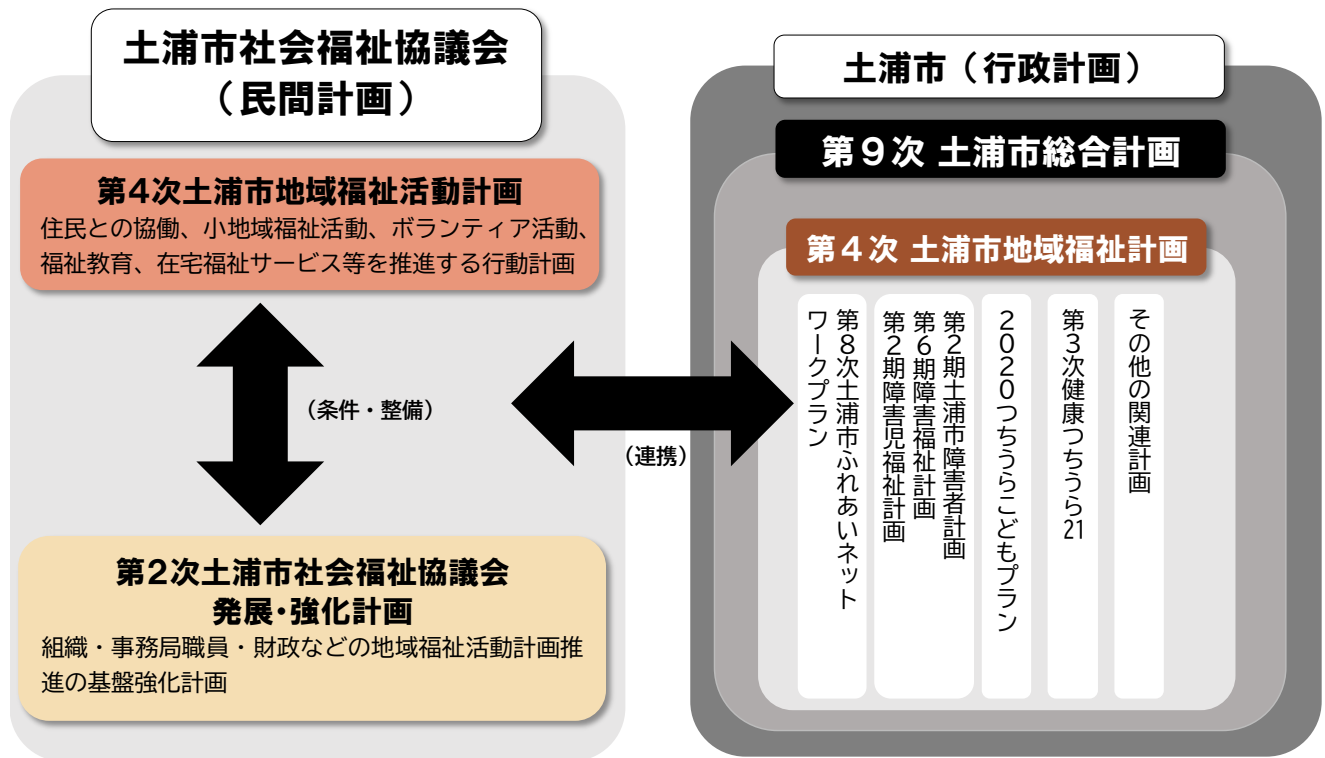 土浦市社会福祉協議会
（民間計画）
第4次土浦市地域福祉活動計画
住民との協働、小地域福祉活動、ボランティア活動、
福祉教育、在宅福祉サービス等を推進する行動計画
（条件・整備）
第2次土浦市社会福祉協議会
発展・強化計画
組織・事務局職員・財政などの地域福祉活動計画推
進の基盤強化計画
（連携）
土浦市（行政計画）
第９次 土浦市総合計画
第４次 土浦市地域福祉計画
その他の関連計画
第３次健康つちうら21
２０２０つちうらこどもプラン
第２期土浦市障害者計画
第６期障害福祉計画
第２期障害児福祉計画
第８次土浦市ふれあいネット
ワークプラン